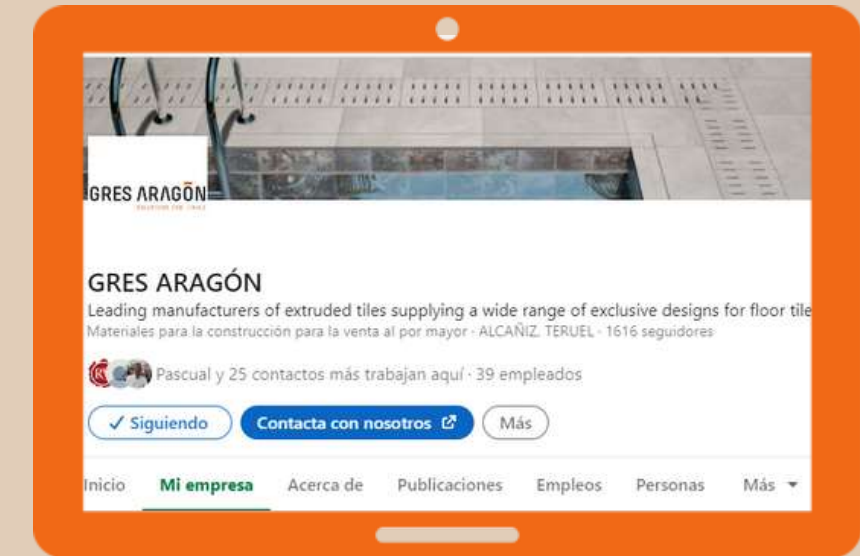 GRES ARAGÓN
GRES ARAGÓN
Leading manufacturers of extruded tiles supplying a wide range of exclusive designs for floor tile
Materiales para la construcción para la venta al por mayor · ALCAÑIZ, TERUEL · 1616 seguidores
Pascual y 25 contactos más trabajan aquí · 39 empleados
✓ Siguiendo Contacta con nosotros Más
Inicio Mi empresa Acerca de Publicaciones Empleos Personas Más